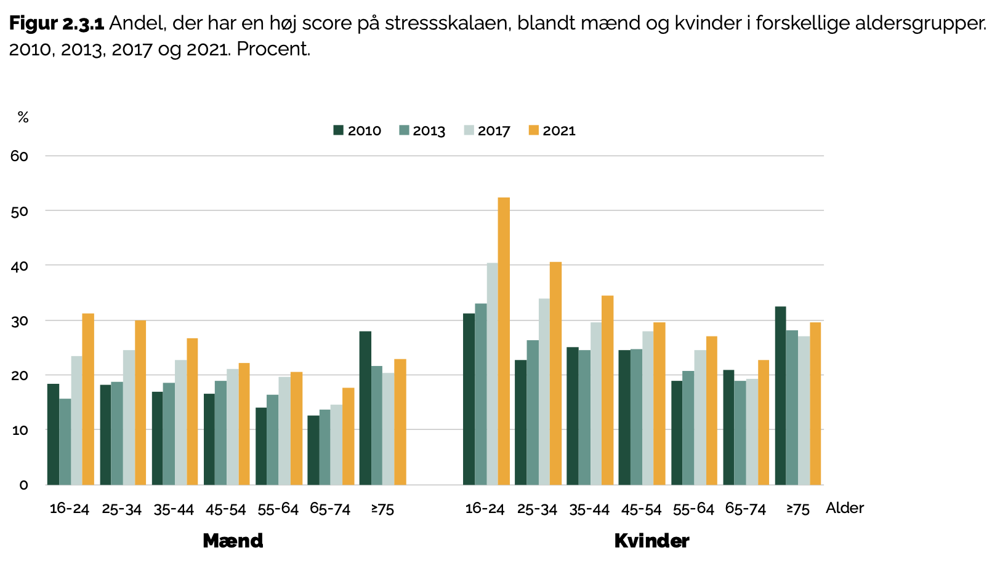 Figur 2.3.1 Andel, der har en høj score på stressskalaen, blandt mænd og kvinder i forskellige aldersgrupper.
2010, 2013, 2017 og 2021. Procent.
%
2010 2013 2017 2021
60
50
40
30
20
10
0
16-24 25-34 35-44 45-54 55-64 65-74 ≥75 16-24 25-34 35-44 45-54 55-64 65-74 ≥75 Alder
Mænd Kvinder